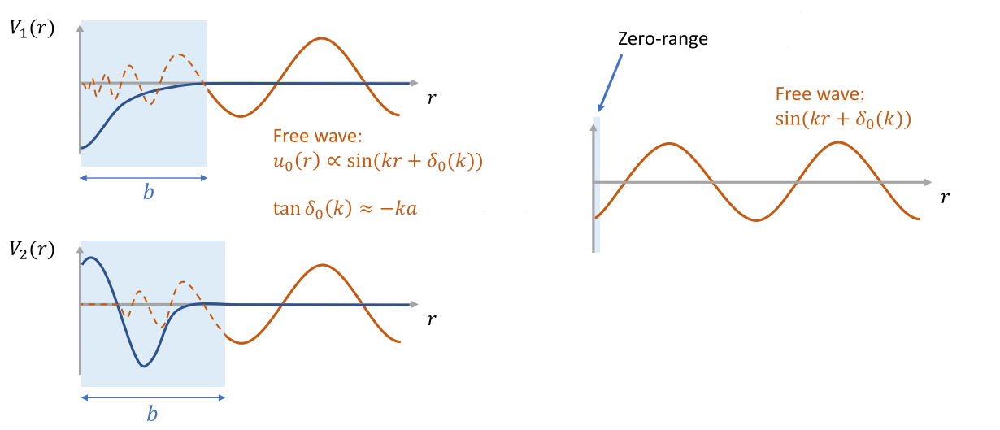 V₁(r)
r
b
Free wave:
u₀(r) ∝ sin(kr + δ₀(k))
tan δ₀(k) ≈ −ka
V₂(r)
r
b
Zero-range
Free wave:
sin(kr + δ₀(k))
r